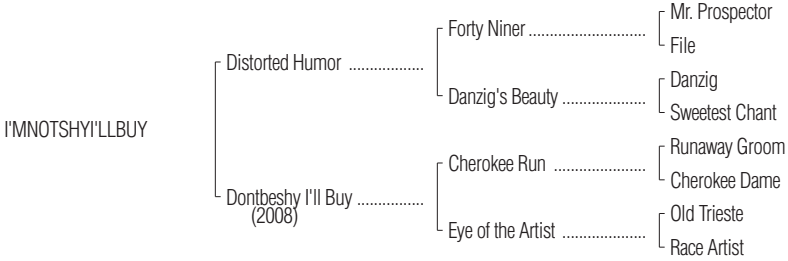 Mr. Prospector
Forty Niner ...........................
File
Distorted Humor ..................
Danzig
Danzig's Beauty ....................
Sweetest Chant
I'MNOTSHYI'LLBUY
Runaway Groom
Cherokee Run ......................
Cherokee Dame
Dontbeshy I'll Buy ................
(2008)
Old Trieste
Eye of the Artist ....................
Race Artist